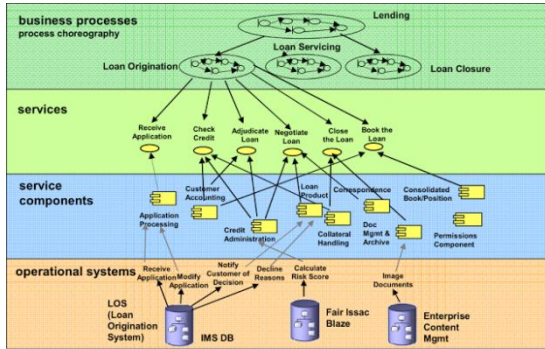 business processes
process choreography
Lending
Loan Servicing
Loan Origination
Loan Closure
services
Receive
Application
Check
Credit
Adjudicate
Loan
Negotiate
Loan
Close
the Loan
Book the
Loan
service
components
Customer
Accounting
Loan
Product
Correspondence
Consolidated
Book/Position
Application
Processing
Credit
Administration
Collateral
Handling
Doc
Mgmt &
Archive
Permissions
Component
operational systems
Receive
Application
Modify
Application
Notify
Customer of
Decision
Decline
Reasons
Calculate
Risk Score
Image
Documents
LOS
(Loan
Origination
System)
IMS DB
Fair Issac
Blaze
Enterprise
Content
Mgmt